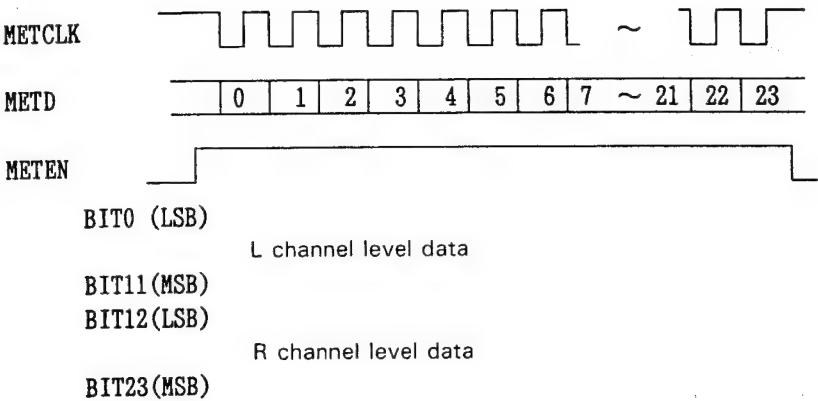 METCLK ~
METD 0 1 2 3 4 5 6 7 ~ 21 22 23
METEN
BIT0 (LSB)
L channel level data
BIT11(MSB)
BIT12(LSB)
R channel level data
BIT23(MSB)